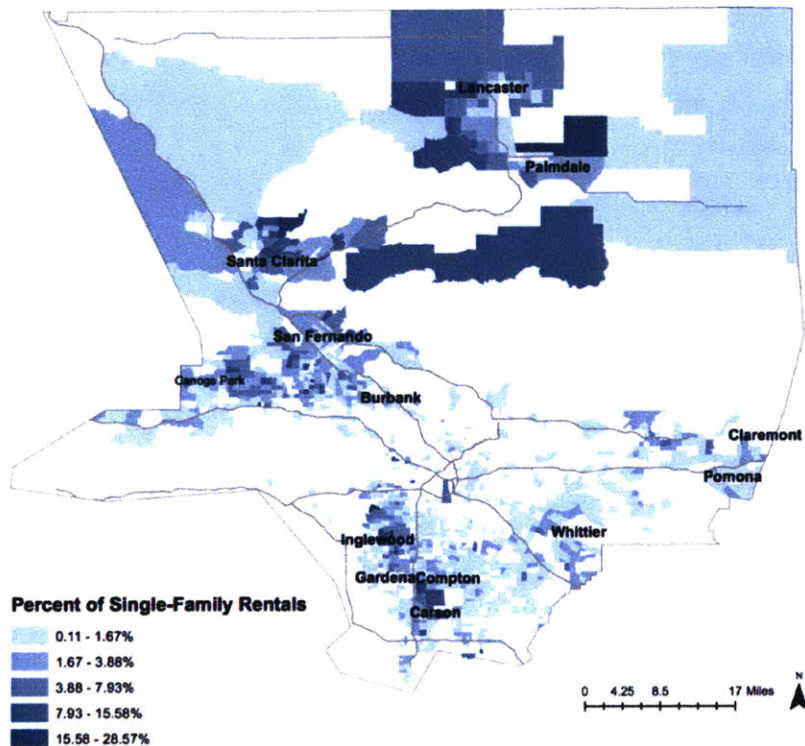 Lancaster
Palmdale
Santa Clarita
San Fernando
Canoga Park
Burbank
Claremont
Pomona
Inglewood
Whittier
Gardena
Compton
Carson
Percent of Single-Family Rentals
0.11 - 1.67%
1.67 - 3.88%
3.88 - 7.93%
7.93 - 15.58%
15.58 - 28.57%
N
0 4.25 8.5 17 Miles